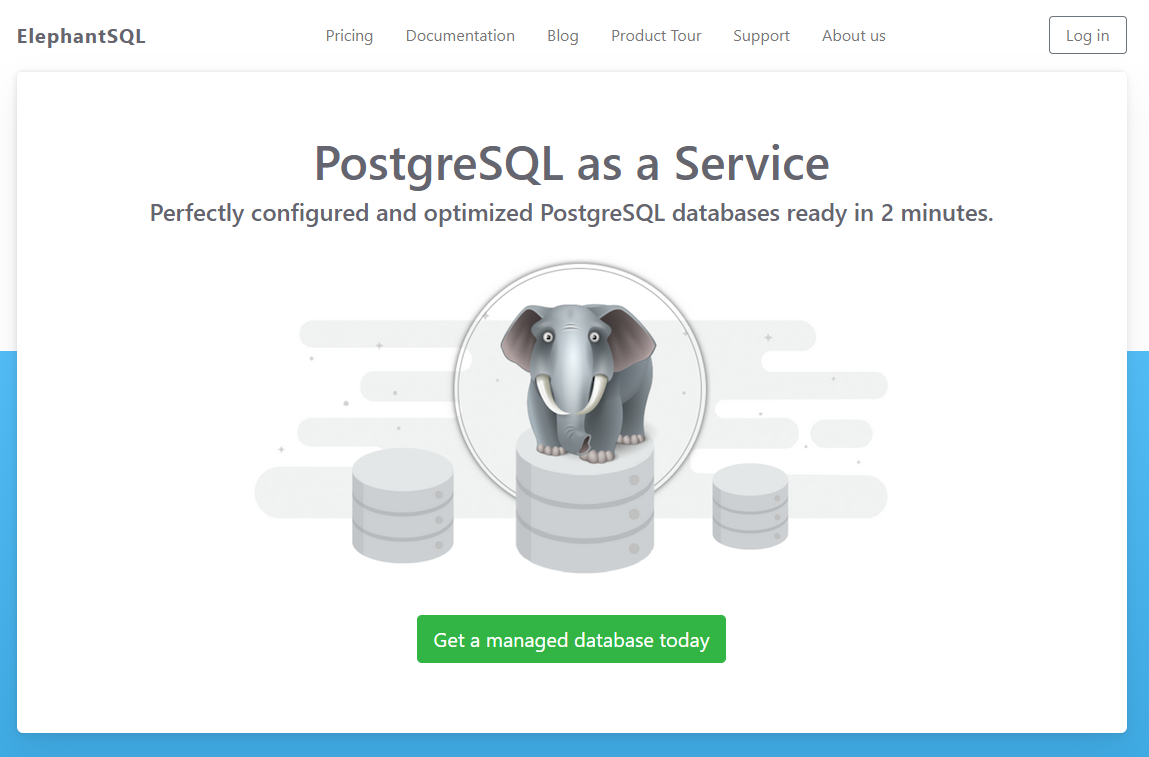 ElephantSQL
Pricing
Documentation
Blog
Product Tour
Support
About us
Log in
PostgreSQL as a Service
Perfectly configured and optimized PostgreSQL databases ready in 2 minutes.
Get a managed database today